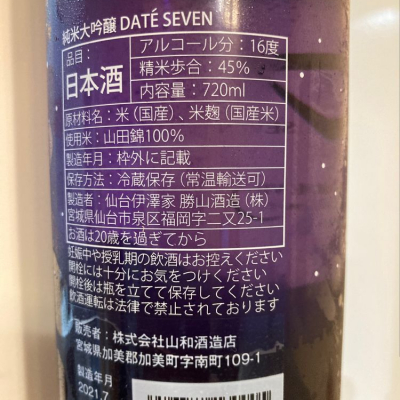 純米大吟醸 DATÉ SEVEN
品目：
日本酒
アルコール分：16度
精米歩合：45%
内容量：720ml
原材料名：米（国産）、米麹（国産米）
使用米：山田錦100%
製造年月：枠外に記載
保存方法：冷蔵保存（常温輸送可）
製造者：仙台伊澤家 勝山酒造（株）
宮城県仙台市泉区福岡字二又25-1
お酒は20歳を過ぎてから
妊娠中や授乳期の飲酒はお控えください
開栓には十分にお気をつけください
開栓後は瓶を立てて保存してください
飲酒運転は法律で禁止されております
販売者：株式会社山和酒造店
宮城県加美郡加美町字南町109-1
製造年月
2021.7